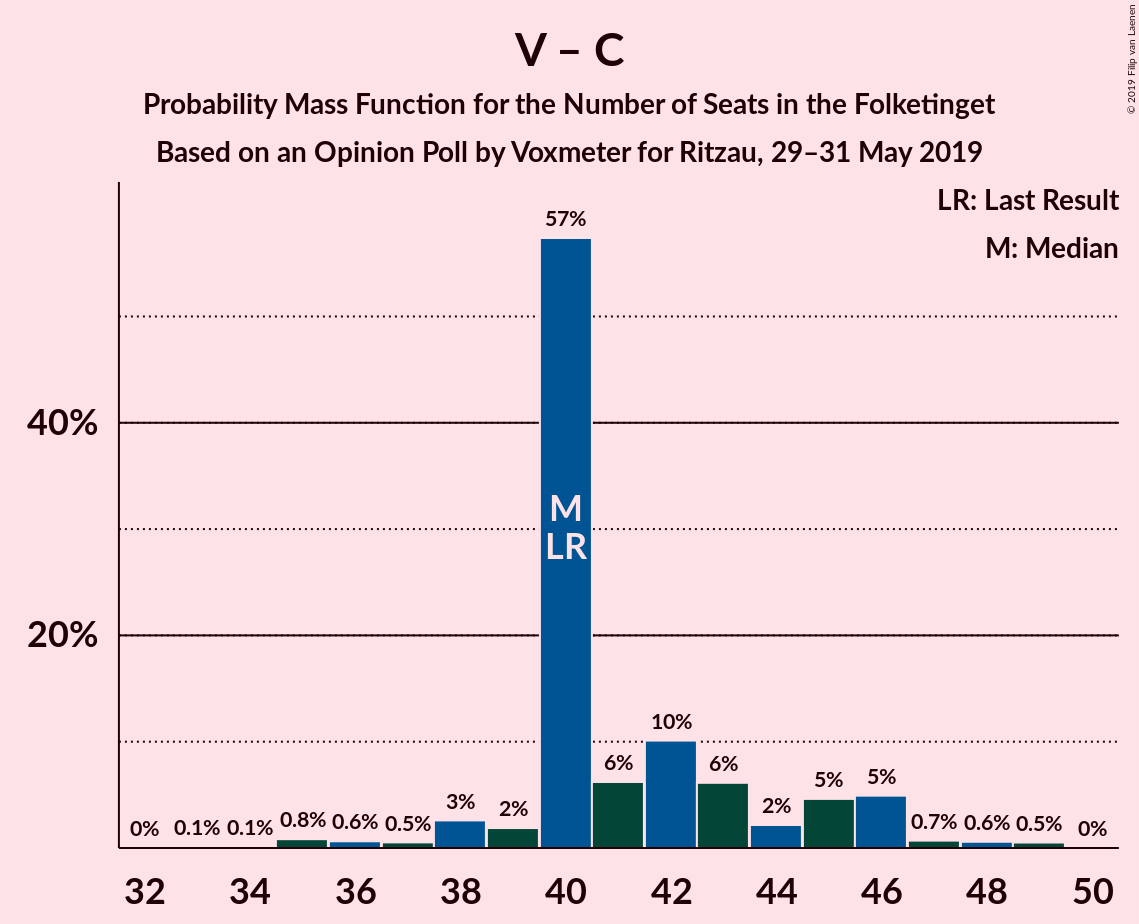 V – C
Probability Mass Function for the Number of Seats in the Folketinget
Based on an Opinion Poll by Voxmeter for Ritzau, 29–31 May 2019
© 2019 Filip van Laenen
LR: Last Result
M: Median
40%
20%
0%
0.1%
0.1%
0.8%
0.6%
0.5%
3%
2%
57%
M
LR
6%
10%
6%
2%
5%
5%
0.7%
0.6%
0.5%
0%
32 34 36 38 40 42 44 46 48 50